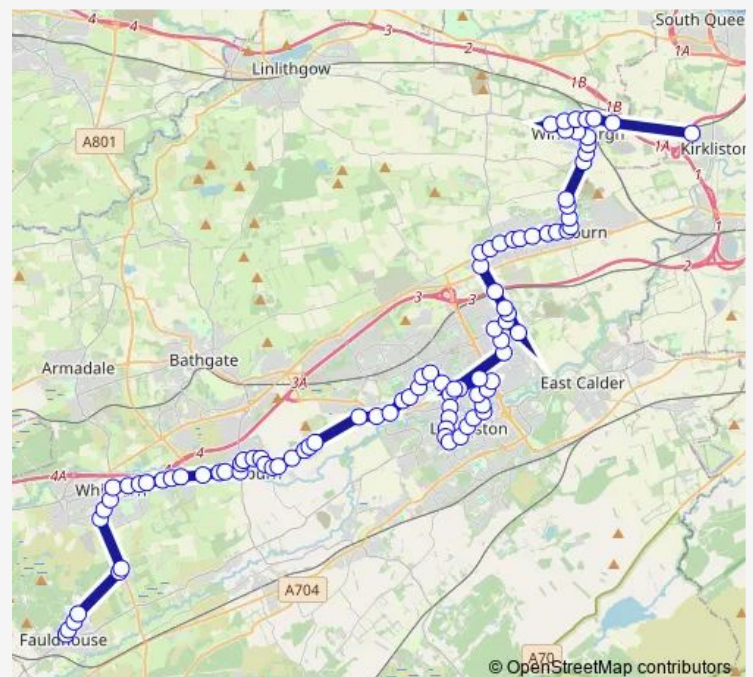 South Quee
4
4
3
2
1A
Linlithgow
1B
1B
A801
1A
Kirkliston
1
1
2
3
3
Armadale
Bathgate
3A
East Calder
4
4A
A704
Fauldhouse
A70
© OpenStreetMap contributors